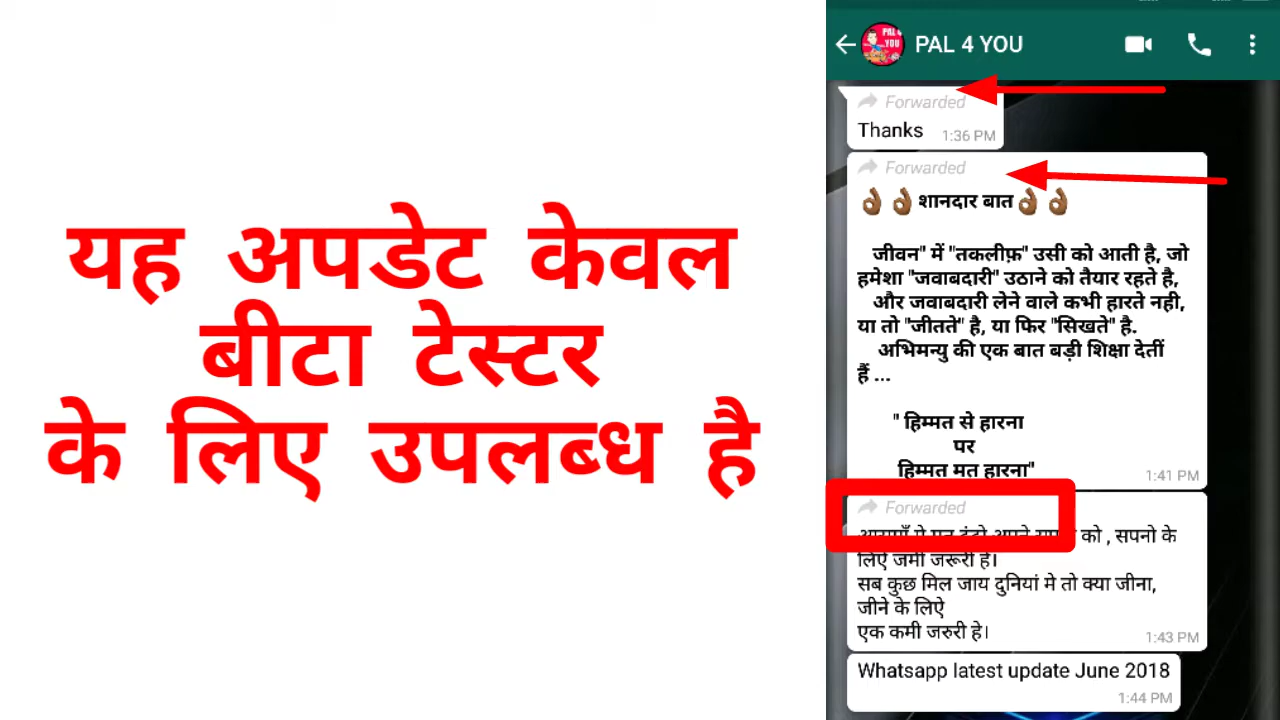 यह अपडेट केवल
बीटा टेस्टर
के लिए उपलब्ध है
PAL 4 YOU
PAL 4
YOU
Forwarded
Thanks
1:36 PM
Forwarded
👌🏾 👌🏾 शानदार बात 👌🏾 👌🏾
जीवन" में "तकलीफ़" उसी को आती है, जो
हमेशा "जवाबदारी" उठाने को तैयार रहते है,
और जवाबदारी लेने वाले कभी हारते नही,
या तो "जीतते" है, या फिर "सिखते" है.
अभिमन्यु की एक बात बड़ी शिक्षा देतीं
हैं ...
" हिम्मत से हारना
पर
हिम्मत मत हारना"
1:41 PM
Forwarded
को , सपनो के
लिऐ जमी जरूरी हे।
सब कुछ मिल जाय दुनियां मे तो क्या जीना,
जीने के लिऐ
एक कमी जरुरी हे।
1:43 PM
Whatsapp latest update June 2018
1:44 PM